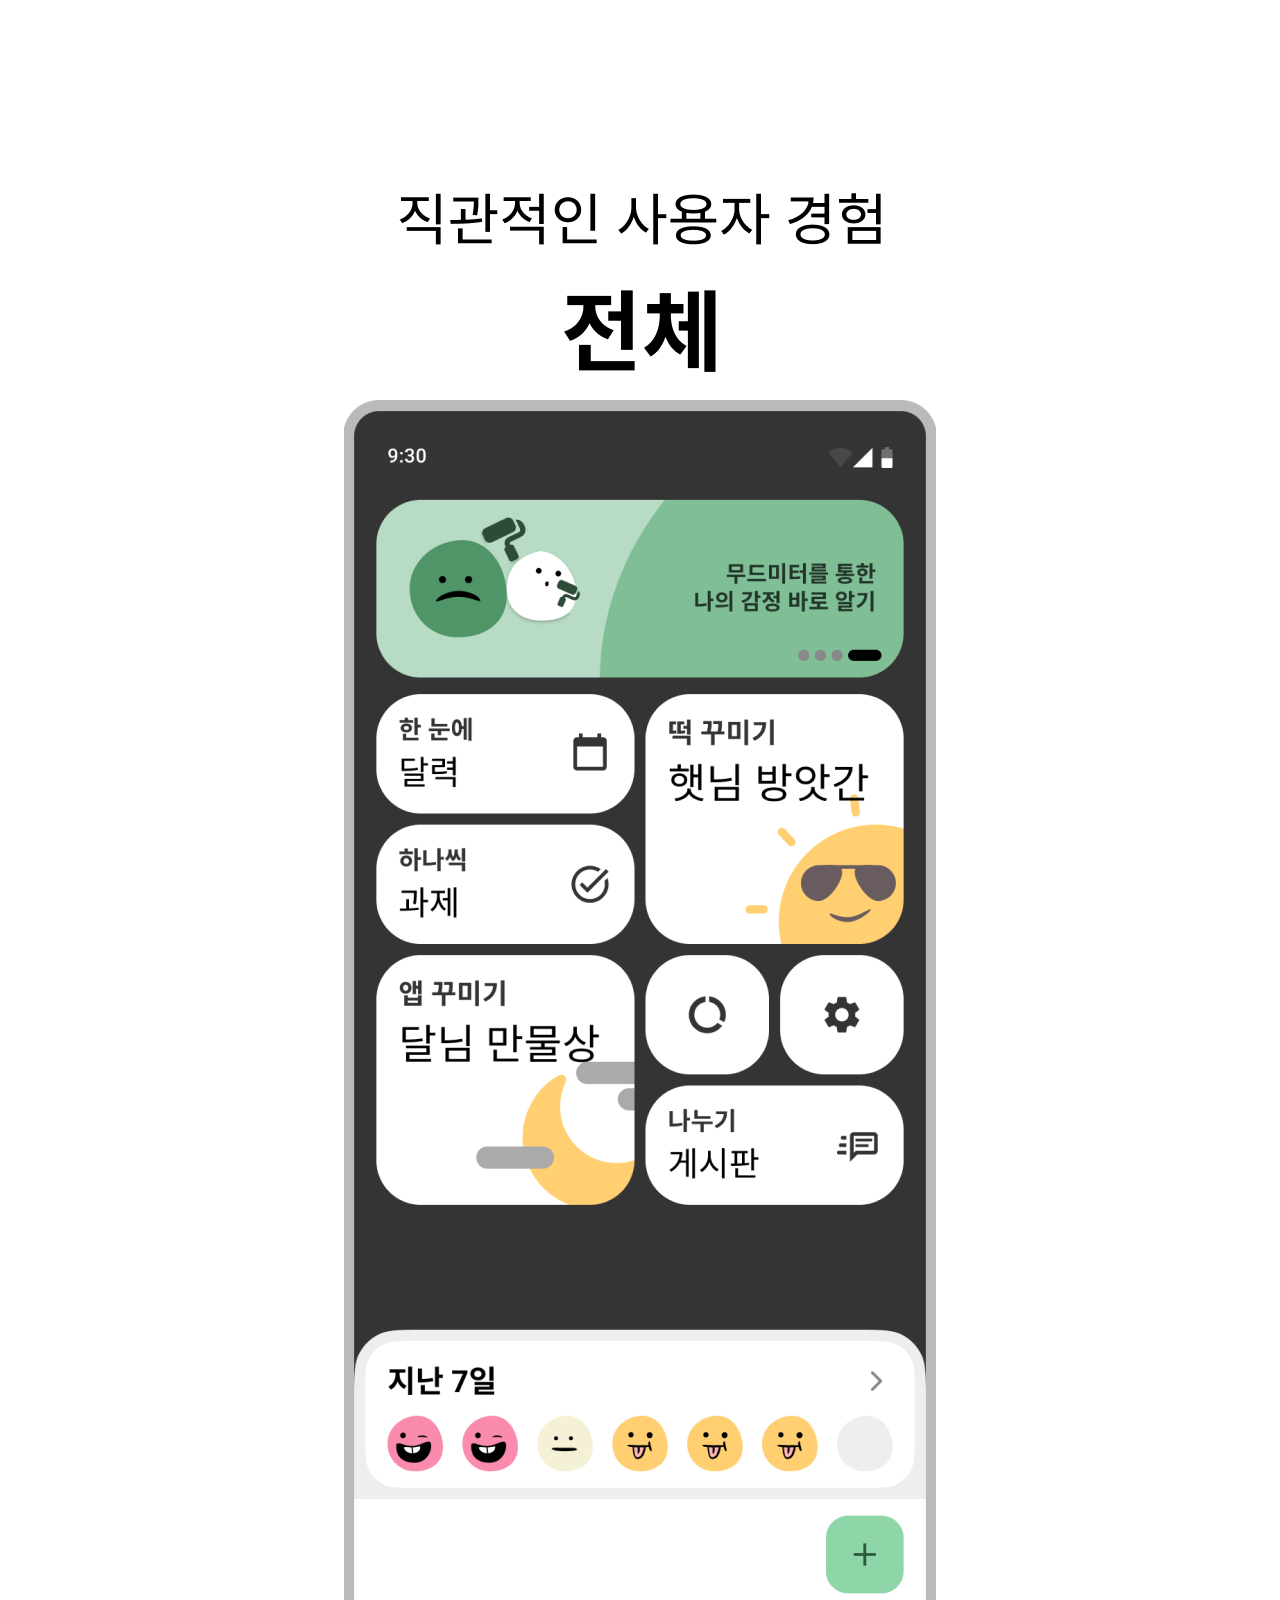 직관적인 사용자 경험
전체
9:30
무드미터를 통한
나의 감정 바로 알기
한 눈에
달력
떡 꾸미기
햇님 방앗간
하나씩
과제
앱 꾸미기
달님 만물상
나누기
게시판
지난 7일